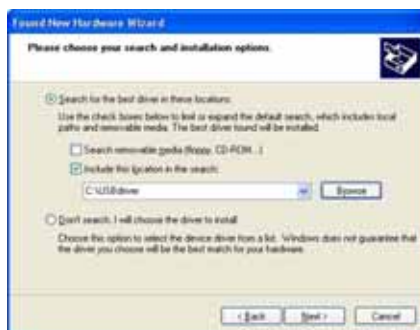 Found New Hardware Wizard
Please choose your search and installation options.
Search for the best driver in these locations.
Use the check boxes below to limit or expand the default search, which includes local
paths and removable media. The best driver found will be installed.
Search removable media (floppy, CD-ROM...)
Include this location in the search:
C:\USBdriver
Browse
Don't search. I will choose the driver to install.
Choose this option to select the device driver from a list. Windows does not guarantee that
the driver you choose will be the best match for your hardware.
< Back
Next >
Cancel